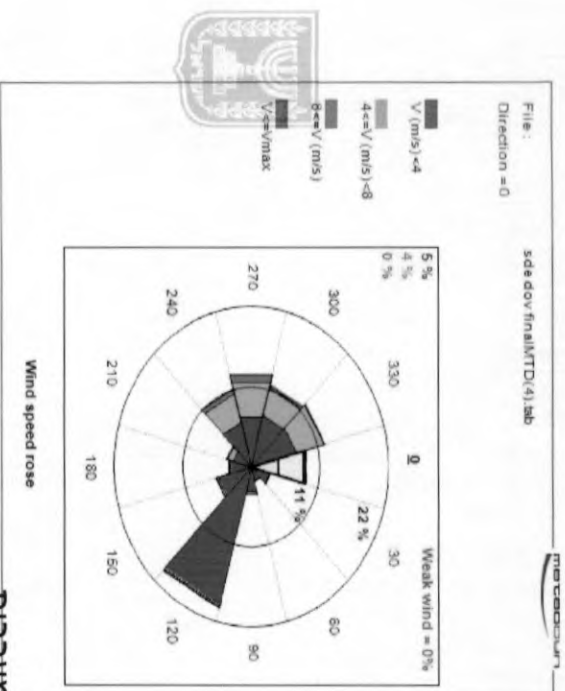 File :
sde dov finalMTD(4).tab
Direction =0
V (m/s)<4
4<=V (m/s)<8
8<=V (m/s)
V<=Vmax
5 %
4 %
0 %
Weak wind = 0%
0
30
60
90
120
150
180
210
240
270
300
330
11 %
22 %
Wind speed rose